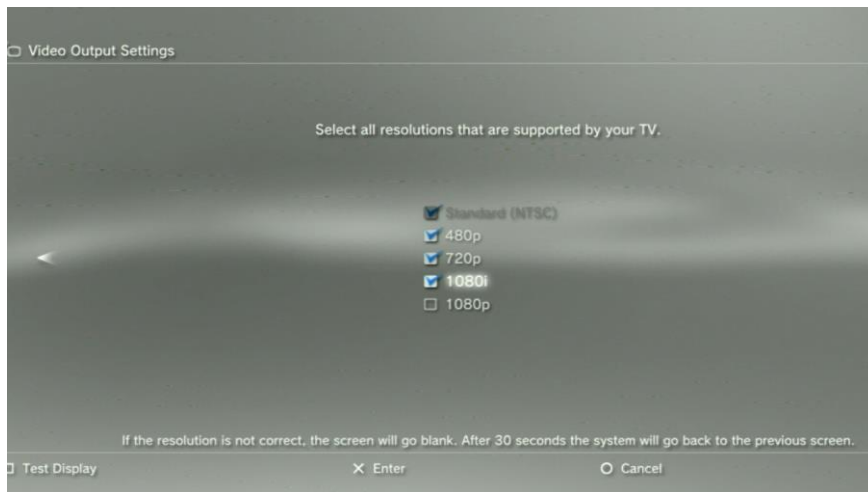 Video Output Settings
Select all resolutions that are supported by your TV.
Standard (NTSC)
480p
720p
1080i
1080p
If the resolution is not correct, the screen will go blank. After 30 seconds the system will go back to the previous screen.
Test Display
Enter
Cancel